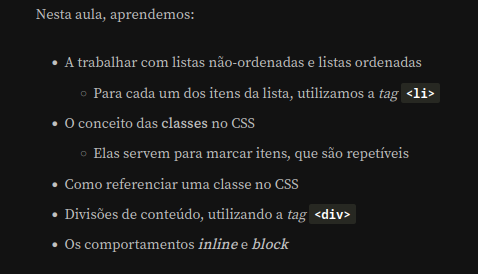 Nesta aula, aprendemos:
• A trabalhar com listas não-ordenadas e listas ordenadas
◦ Para cada um dos itens da lista, utilizamos a tag <li>
• O conceito das classes no CSS
◦ Elas servem para marcar itens, que são repetíveis
• Como referenciar uma classe no CSS
• Divisões de conteúdo, utilizando a tag <div>
• Os comportamentos inline e block